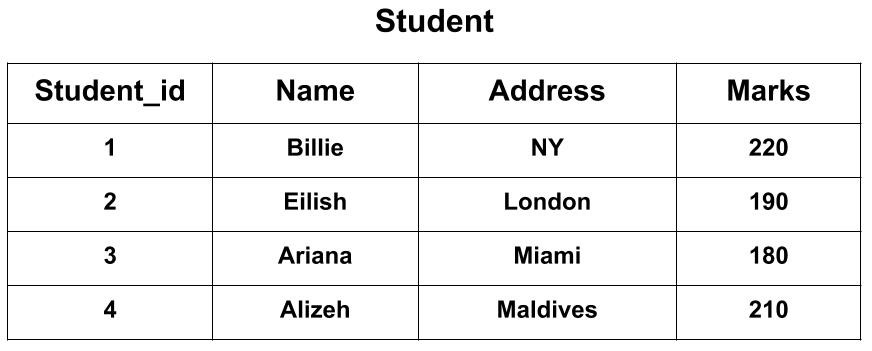 Student
Student_id Name Address Marks
1 Billie NY 220
2 Eilish London 190
3 Ariana Miami 180
4 Alizeh Maldives 210